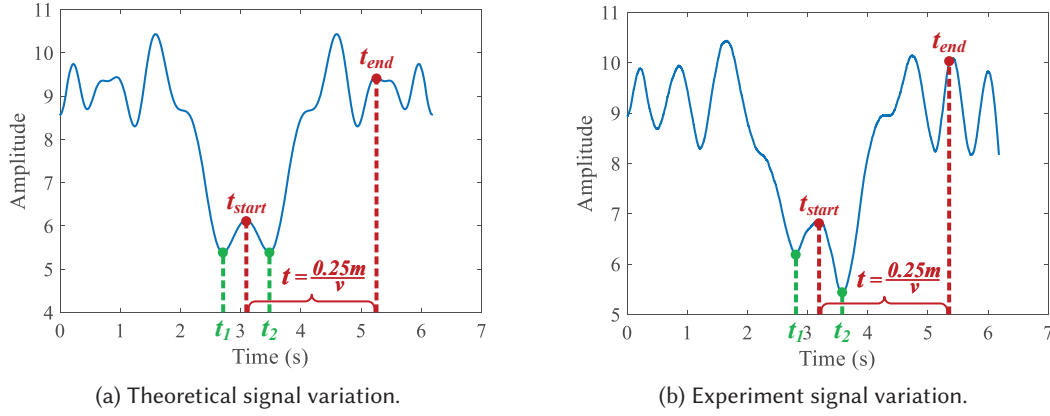 11
10
9
8
7
6
5
4
0
1
2
3
4
5
6
7
Amplitude
Time (s)
t_start
t_end
t = 0.25m / v
t_1
t_2
(a) Theoretical signal variation.
11
10
9
8
7
6
5
0
1
2
3
4
5
6
7
Amplitude
Time (s)
t_start
t_end
t = 0.25m / v
t_1
t_2
(b) Experiment signal variation.